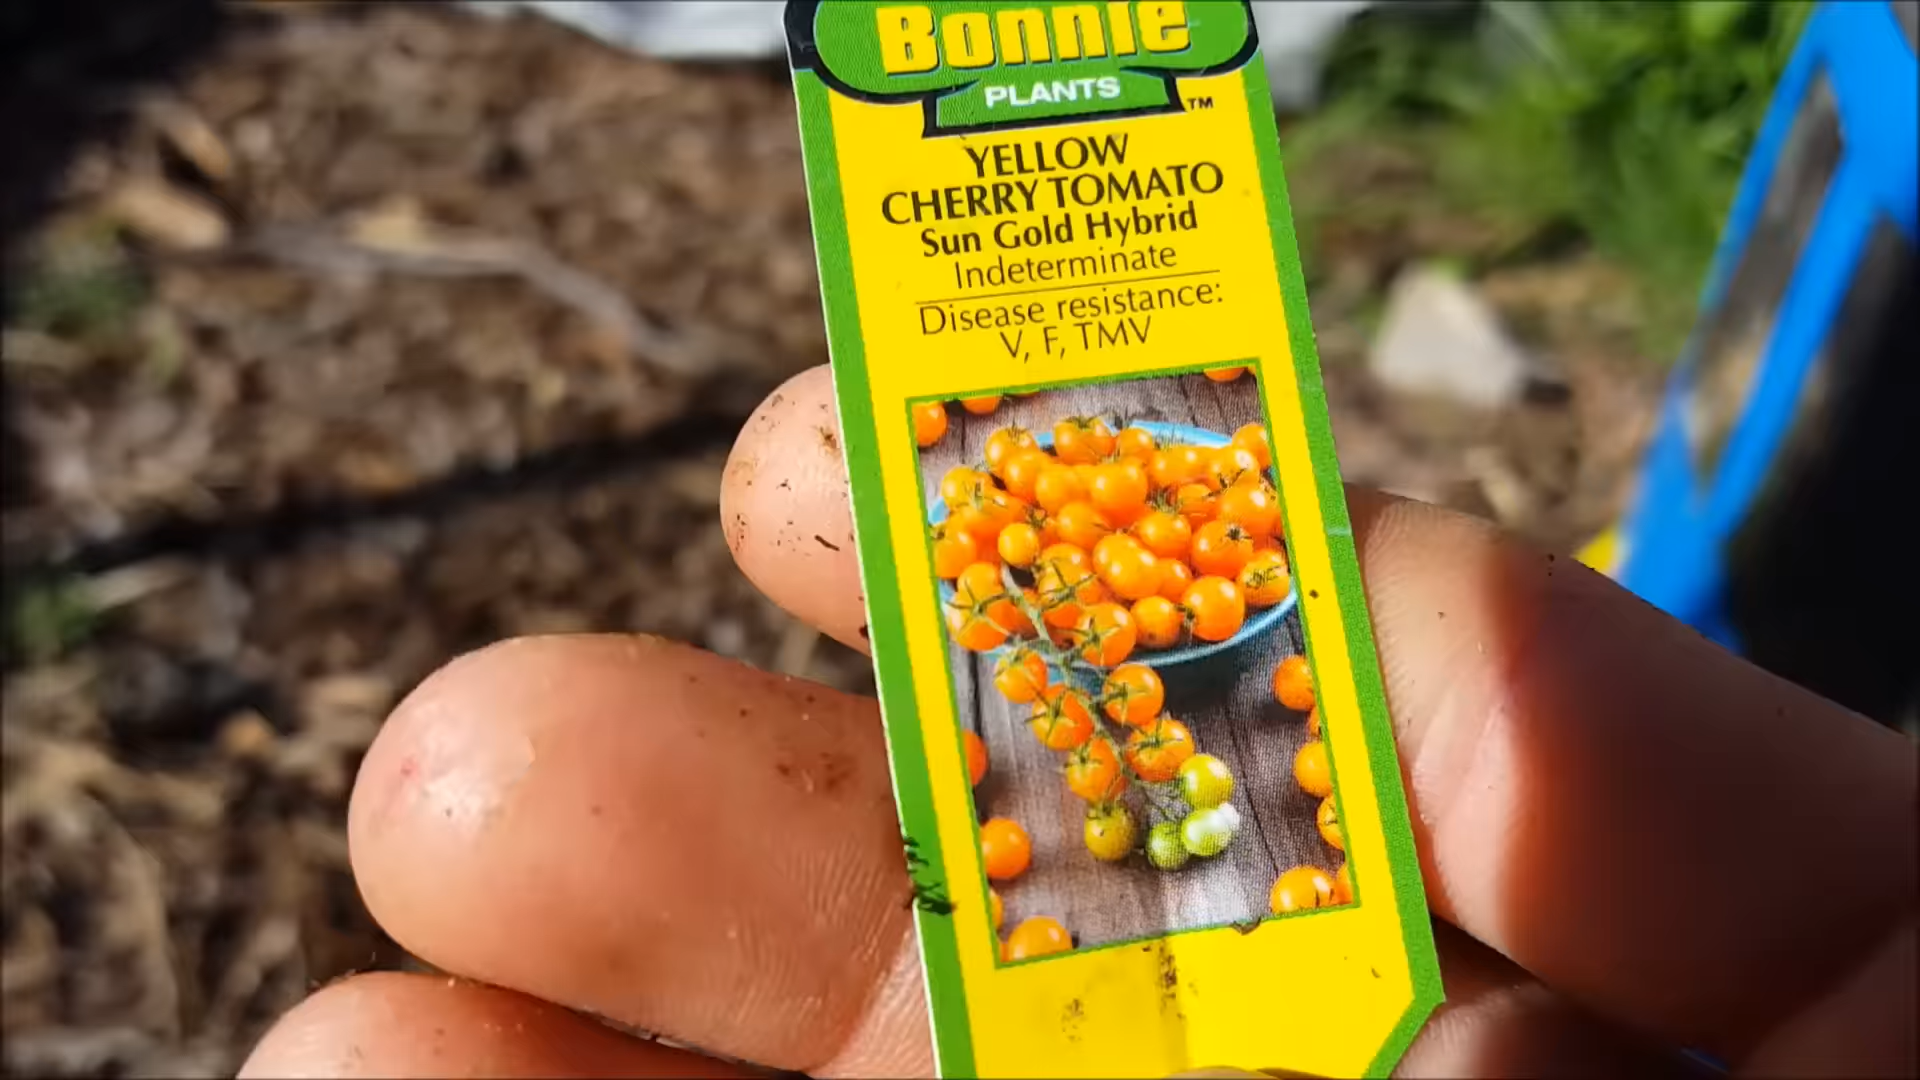 Bonnie
PLANTS
™
YELLOW
CHERRY TOMATO
Sun Gold Hybrid
Indeterminate
Disease resistance:
V, F, TMV